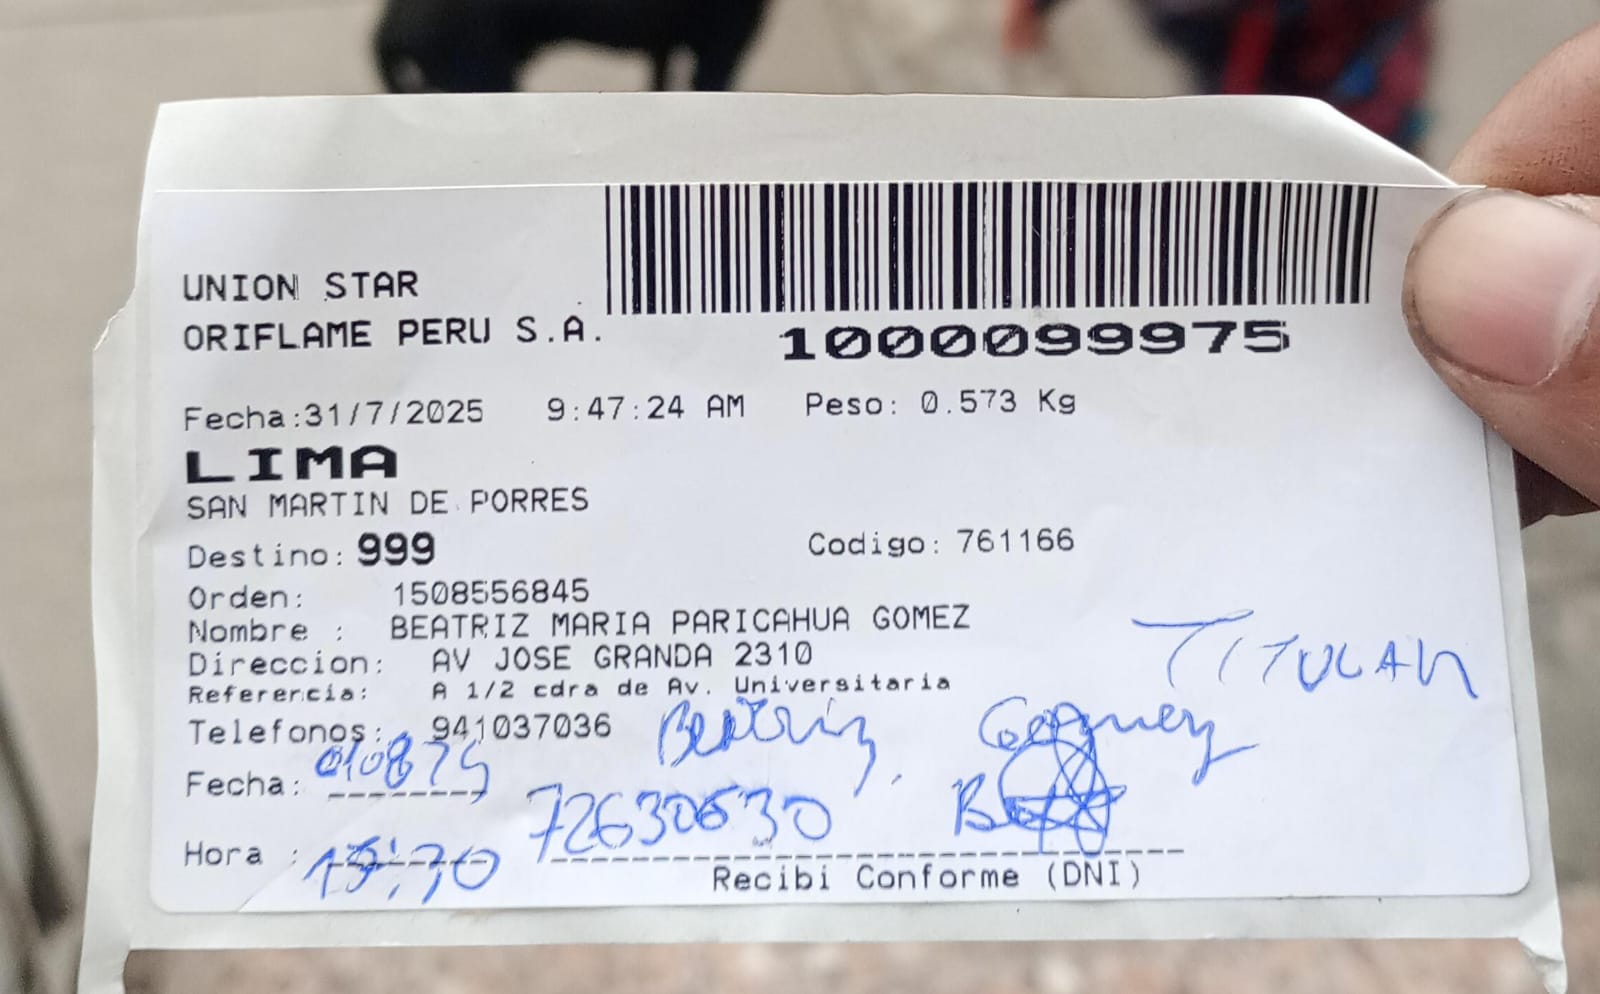 UNION STAR
ORIFLAME PERU S.A.
1000099975
Fecha:31/7/2025 9:47:24 AM Peso: 0.573 Kg
LIMA
SAN MARTIN DE PORRES
Destino: 999 Codigo: 761166
Orden: 1508556845
Nombre : BEATRIZ MARIA PARICAHUA GOMEZ
Direccion: AV JOSE GRANDA 2310
TITULAR
Referencia: A 1/2 cdra de Av. Universitaria
Telefonos: 941037036 Beatriz
Fecha:
72630630
Hora :
Recibi Conforme (DNI)